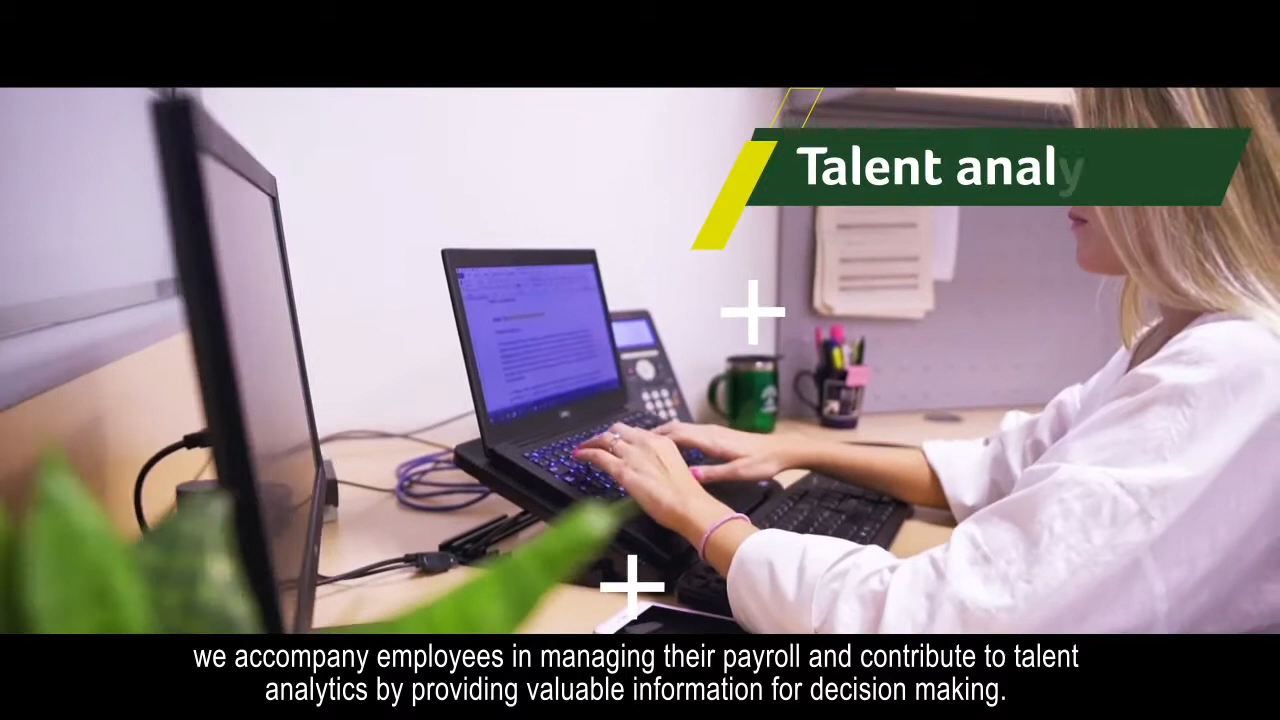 Talent analy
we accompany employees in managing their payroll and contribute to talent
analytics by providing valuable information for decision making.